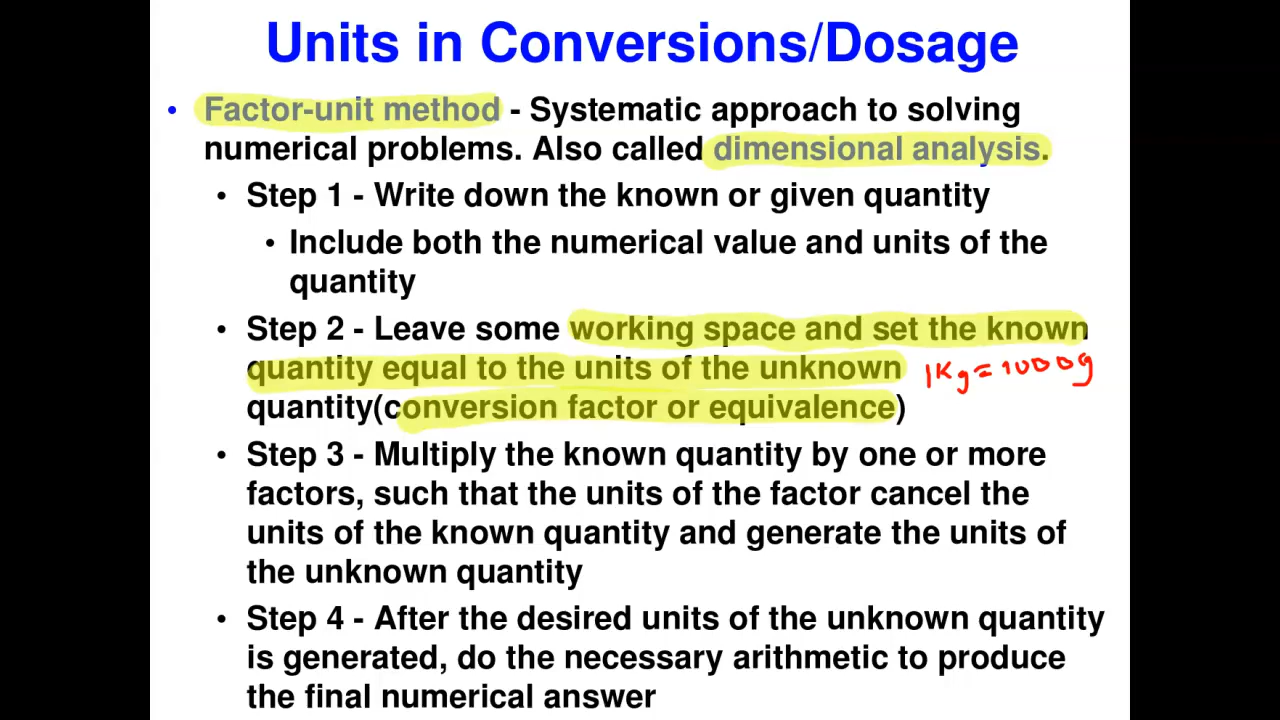 Units in Conversions/Dosage
• Factor-unit method - Systematic approach to solving
numerical problems. Also called dimensional analysis.
• Step 1 - Write down the known or given quantity
• Include both the numerical value and units of the
quantity
• Step 2 - Leave some working space and set the known
quantity equal to the units of the unknown 1Kg=1000g
quantity(conversion factor or equivalence)
• Step 3 - Multiply the known quantity by one or more
factors, such that the units of the factor cancel the
units of the known quantity and generate the units of
the unknown quantity
• Step 4 - After the desired units of the unknown quantity
is generated, do the necessary arithmetic to produce
the final numerical answer